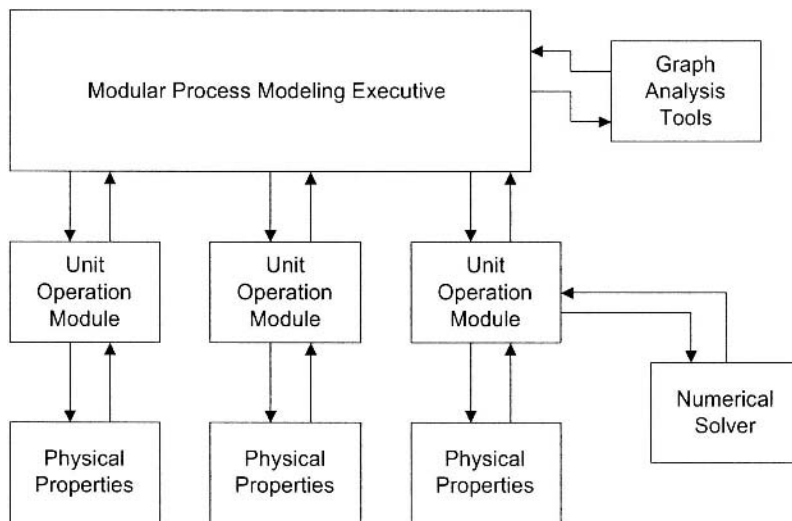 Modular Process Modeling Executive
Graph
Analysis
Tools
Unit
Operation
Module
Unit
Operation
Module
Unit
Operation
Module
Numerical
Solver
Physical
Properties
Physical
Properties
Physical
Properties